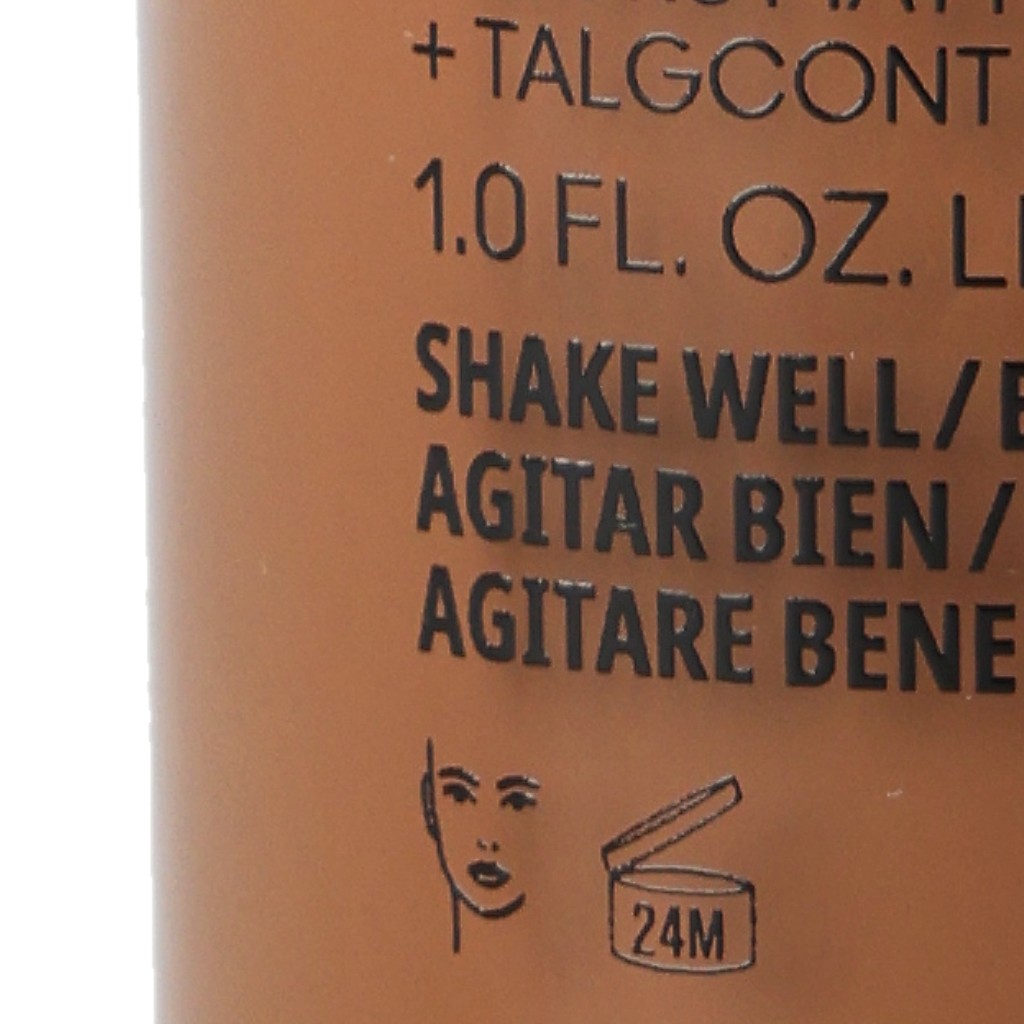 + TALGCONT
1.0 FL. OZ.
SHAKE WELL /
AGITAR BIEN /
AGITARE BENE
24M